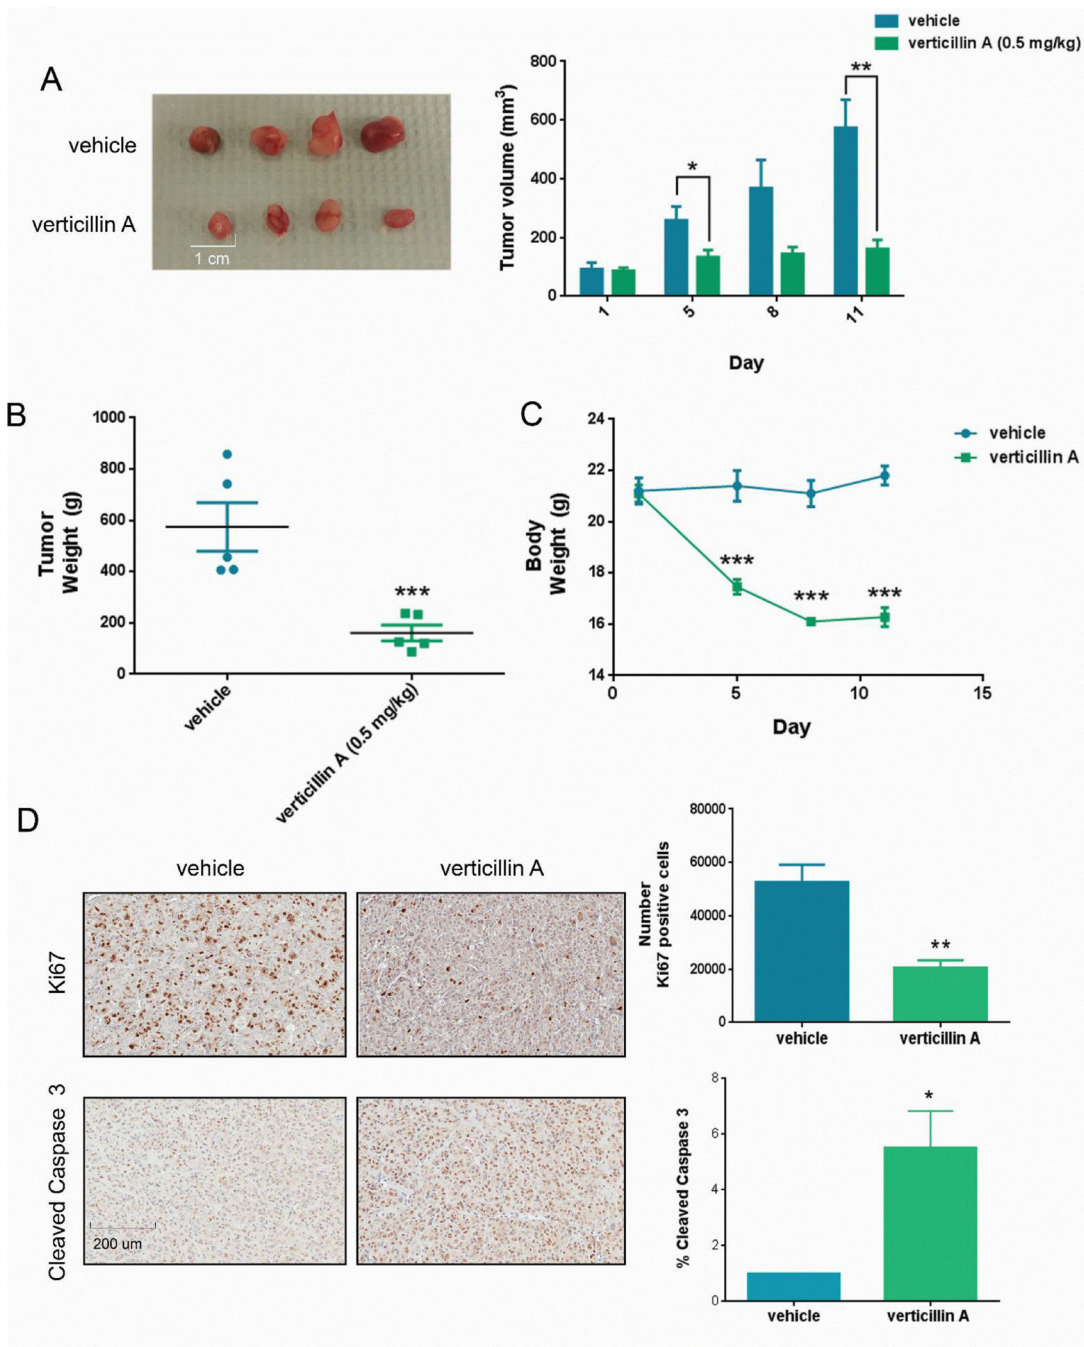 vehicle
verticillin A (0.5 mg/kg)
A
vehicle
verticillin A
1 cm
Tumor volume (mm³)
800
600
400
200
0
*
**
1
5
8
11
Day
B
Tumor
Weight (g)
1000
800
600
400
200
0
***
vehicle
verticillin A (0.5 mg/kg)
C
Body
Weight (g)
24
22
20
18
16
14
***
***
***
0
5
10
15
Day
vehicle
verticillin A
D
vehicle
verticillin A
Ki67
Cleaved Caspase 3
200 um
Number
Ki67 positive cells
80000
60000
40000
20000
0
**
vehicle
verticillin A
% Cleaved Caspase 3
8
6
4
2
0
*
vehicle
verticillin A